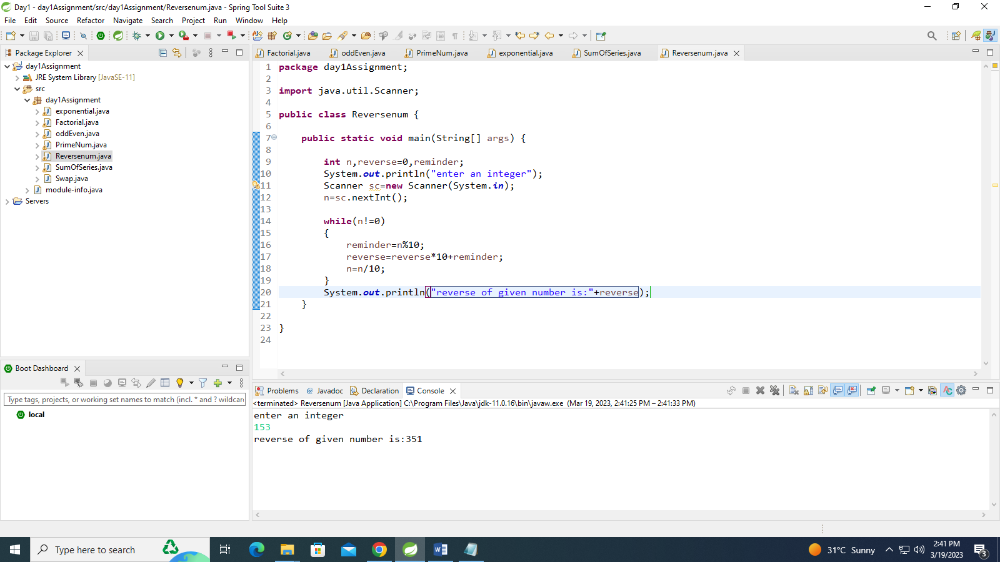 Day1 - day1Assignment/src/day1Assignment/Reversenum.java - Spring Tool Suite 3
File Edit Source Refactor Navigate Search Project Run Window Help
Package Explorer
day1Assignment
JRE System Library [JavaSE-11]
src
day1Assignment
exponential.java
Factorial.java
oddEven.java
PrimeNum.java
Reversenum.java
SumOfSeries.java
Swap.java
module-info.java
Servers
Factorial.java oddEven.java PrimeNum.java exponential.java SumOfSeries.java Reversenum.java
1 package day1Assignment;
2
3 import java.util.Scanner;
4
5 public class Reversenum {
6
7 public static void main(String[] args) {
8
9 int n,reverse=0,reminder;
10 System.out.println("enter an integer");
11 Scanner sc=new Scanner(System.in);
12 n=sc.nextInt();
13
14 while(n!=0)
15 {
16 reminder=n%10;
17 reverse=reverse*10+reminder;
18 n=n/10;
19 }
20 System.out.println("reverse of given number is:"+reverse);
21 }
22
23 }
24
Boot Dashboard
Type tags, projects, or working set names to match (incl. * and ? wildcar
local
Problems @ Javadoc Declaration Console
<terminated> Reversenum [Java Application] C:\Program Files\Java\jdk-11.0.16\bin\javaw.exe (Mar 19, 2023, 2:41:25 PM – 2:41:33 PM)
enter an integer
153
reverse of given number is:351
Type here to search
31°C Sunny
2:41 PM
3/19/2023
3